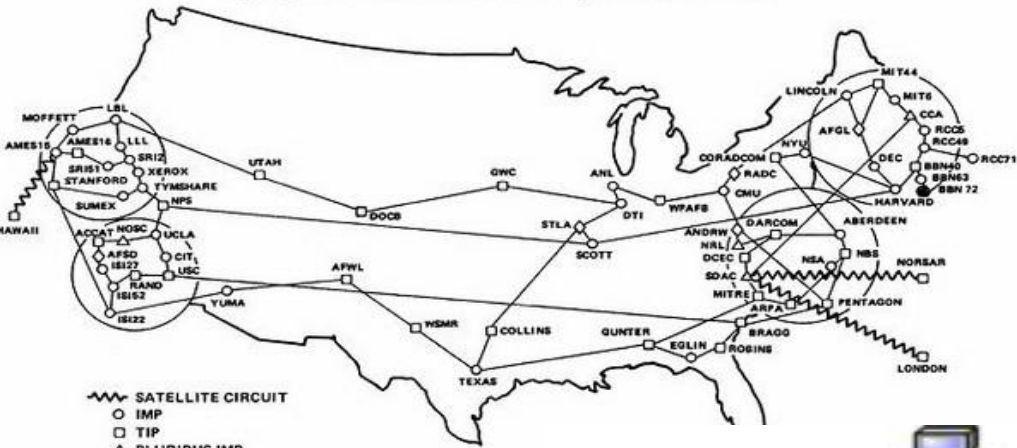 MIT44
LINCOLN
MIT6
CCA
RCC5
RCC49
RCC71
AFGL
DEC
BBN40
BBN63
BBN 72
HARVARD
NYU
CORADCOM
RADC
CMU
MOFFETT
LBL
AMES15
AMES16
LLL
SRI2
SRI51
XEROX
STANFORD
TYMSHARE
SUMEX
NPS
HAWAII
UTAH
DOCB
GWC
ANL
DTI
WPAFB
STLA
SCOTT
ACCAT
NOSC
UCLA
AFSD
CIT
ISI27
RAND
USC
ISI52
ISI22
YUMA
AFWL
WSMR
TEXAS
COLLINS
GUNTER
EGLIN
ROBINS
BRAGG
ANDRW
DARCOM
ABERDEEN
NRL
DCEC
NSA
NBS
NORSAR
SDAC
MITRE
ARPA
PENTAGON
LONDON
SATELLITE CIRCUIT
IMP
TIP
PLURIBUS IMP